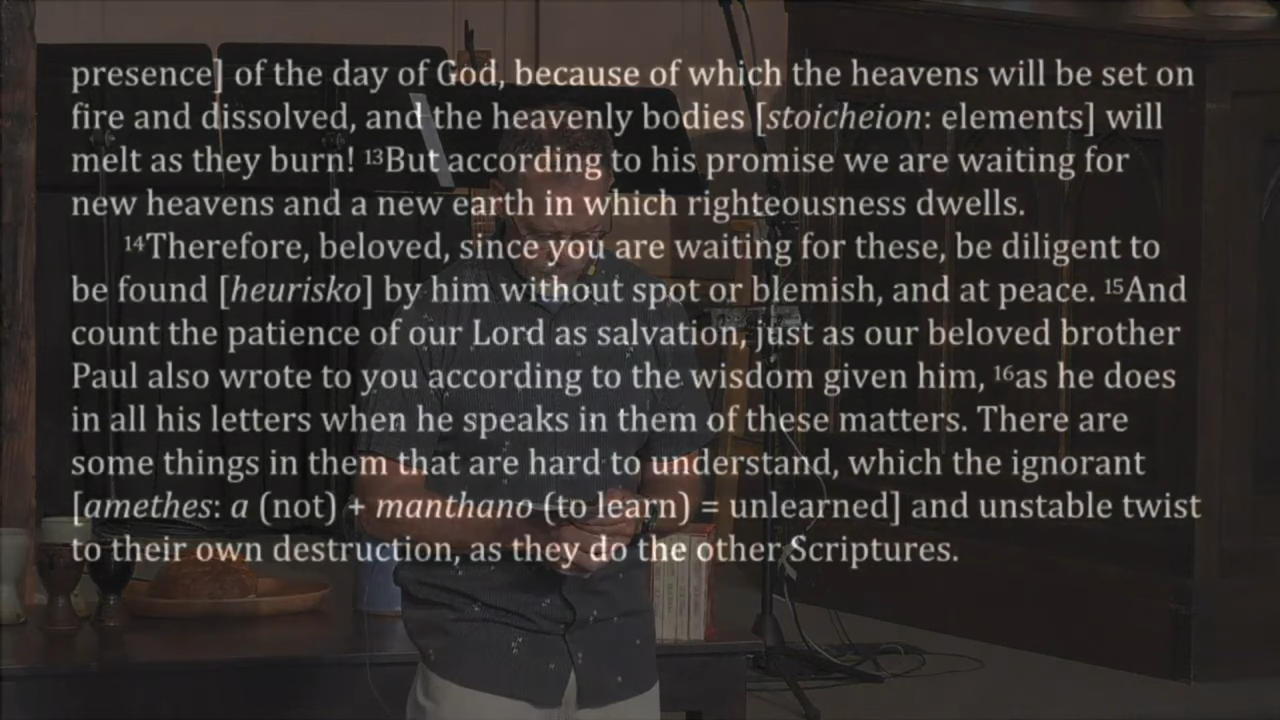 presence] of the day of God, because of which the heavens will be set on
fire and dissolved, and the heavenly bodies [stoicheion: elements] will
melt as they burn! ¹³But according to his promise we are waiting for
new heavens and a new earth in which righteousness dwells.
¹⁴Therefore, beloved, since you are waiting for these, be diligent to
be found [heurisko] by him without spot or blemish, and at peace. ¹⁵And
count the patience of our Lord as salvation, just as our beloved brother
Paul also wrote to you according to the wisdom given him, ¹⁶as he does
in all his letters when he speaks in them of these matters. There are
some things in them that are hard to understand, which the ignorant
[amethes: a (not) + manthano (to learn) = unlearned] and unstable twist
to their own destruction, as they do the other Scriptures.